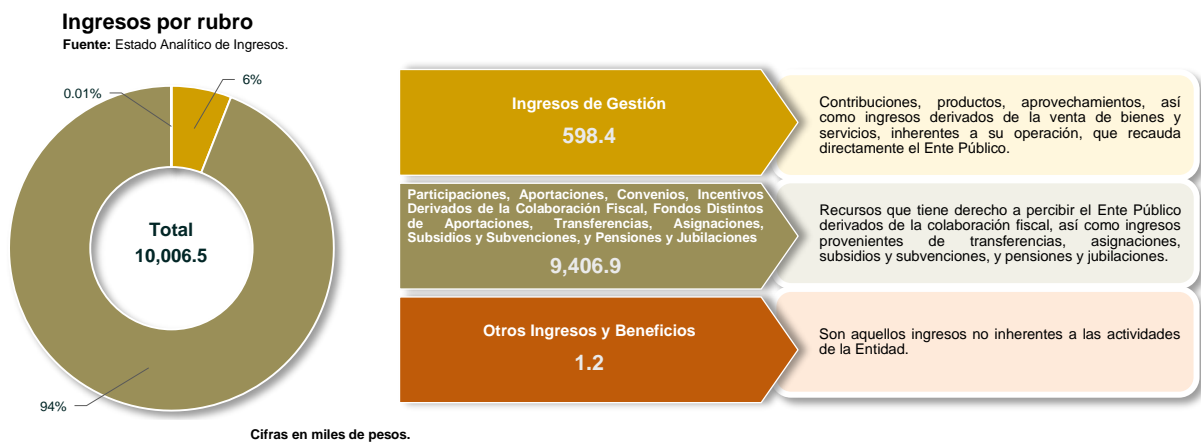 Ingresos por rubro
Fuente: Estado Analítico de Ingresos.
6%
0.01%
Total
10,006.5
94%
Ingresos de Gestión
598.4
Contribuciones, productos, aprovechamientos, así
como ingresos derivados de la venta de bienes y
servicios, inherentes a su operación, que recauda
directamente el Ente Público.
Participaciones, Aportaciones, Convenios, Incentivos
Derivados de la Colaboración Fiscal, Fondos Distintos
de Aportaciones, Transferencias, Asignaciones,
Subsidios y Subvenciones, y Pensiones y Jubilaciones
9,406.9
Recursos que tiene derecho a percibir el Ente Público
derivados de la colaboración fiscal, así como ingresos
provenientes de transferencias, asignaciones,
subsidios y subvenciones, y pensiones y jubilaciones.
Otros Ingresos y Beneficios
1.2
Son aquellos ingresos no inherentes a las actividades
de la Entidad.
Cifras en miles de pesos.